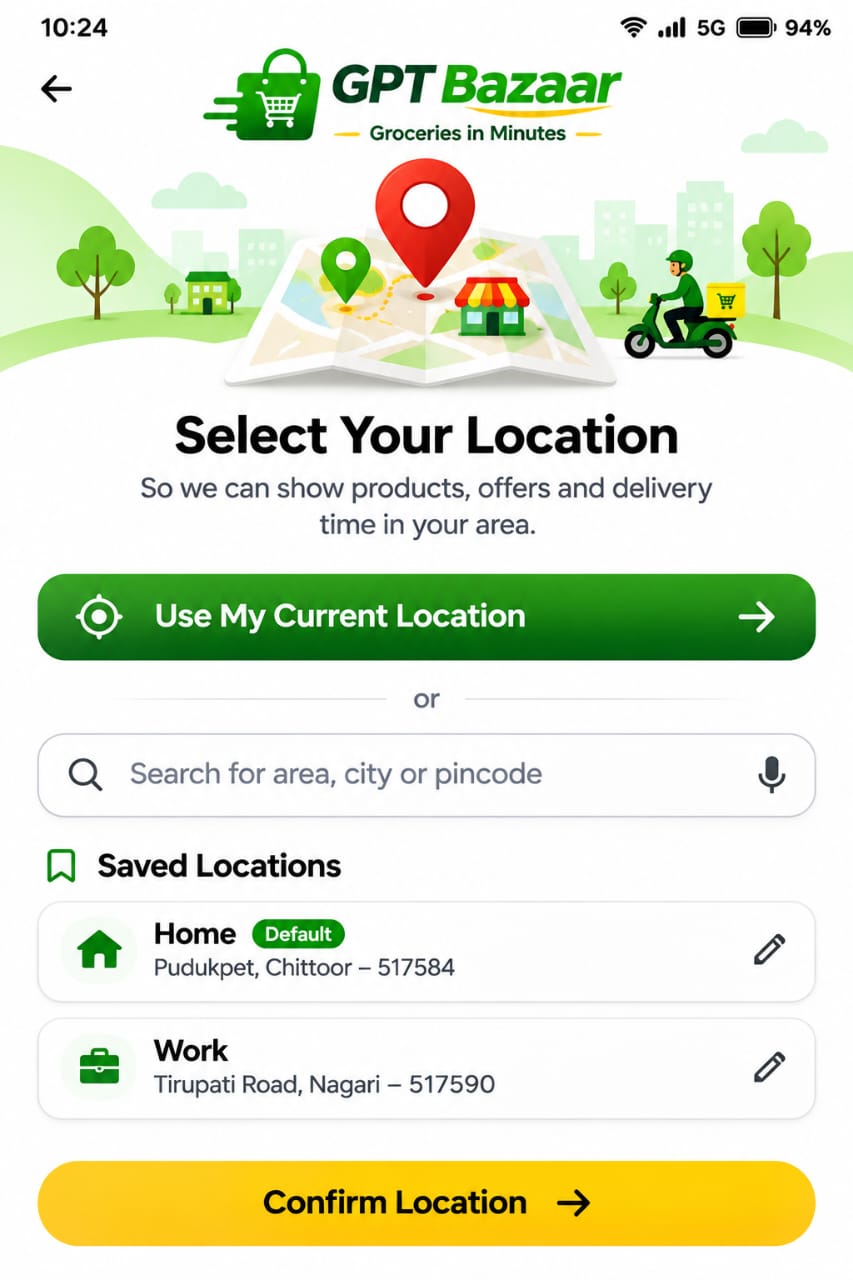 10:24
5G 94%
GPT Bazaar
Groceries in Minutes
Select Your Location
So we can show products, offers and delivery
time in your area.
Use My Current Location
or
Search for area, city or pincode
Saved Locations
Home Default
Pudukpet, Chittoor – 517584
Work
Tirupati Road, Nagari – 517590
Confirm Location